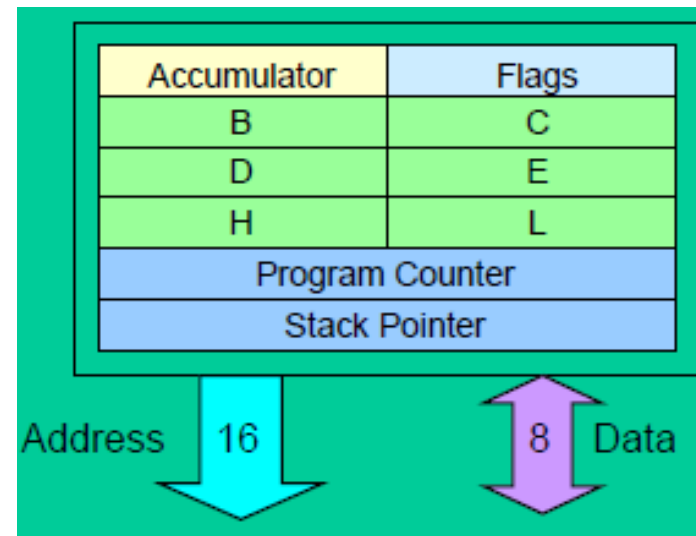 Accumulator Flags
B C
D E
H L
Program Counter
Stack Pointer
Address 16 8 Data